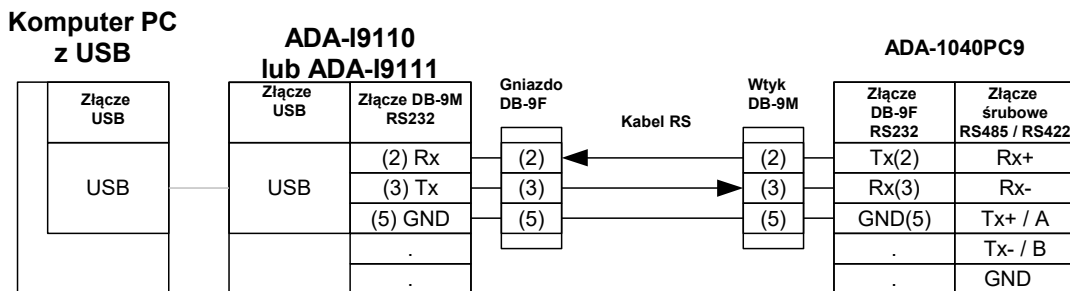 Komputer PC
z USB
ADA-I9110
lub ADA-I9111
ADA-1040PC9
Złącze
USB
Złącze
USB
Złącze DB-9M
RS232
Gniazdo
DB-9F
Kabel RS
Wtyk
DB-9M
Złącze
DB-9F
RS232
Złącze
śrubowe
RS485 / RS422
USB
USB
(2) Rx
(2)
(2)
Tx(2)
Rx+
(3) Tx
(3)
(3)
Rx(3)
Rx-
(5) GND
(5)
(5)
GND(5)
Tx+ / A
.
.
Tx- / B
.
.
GND